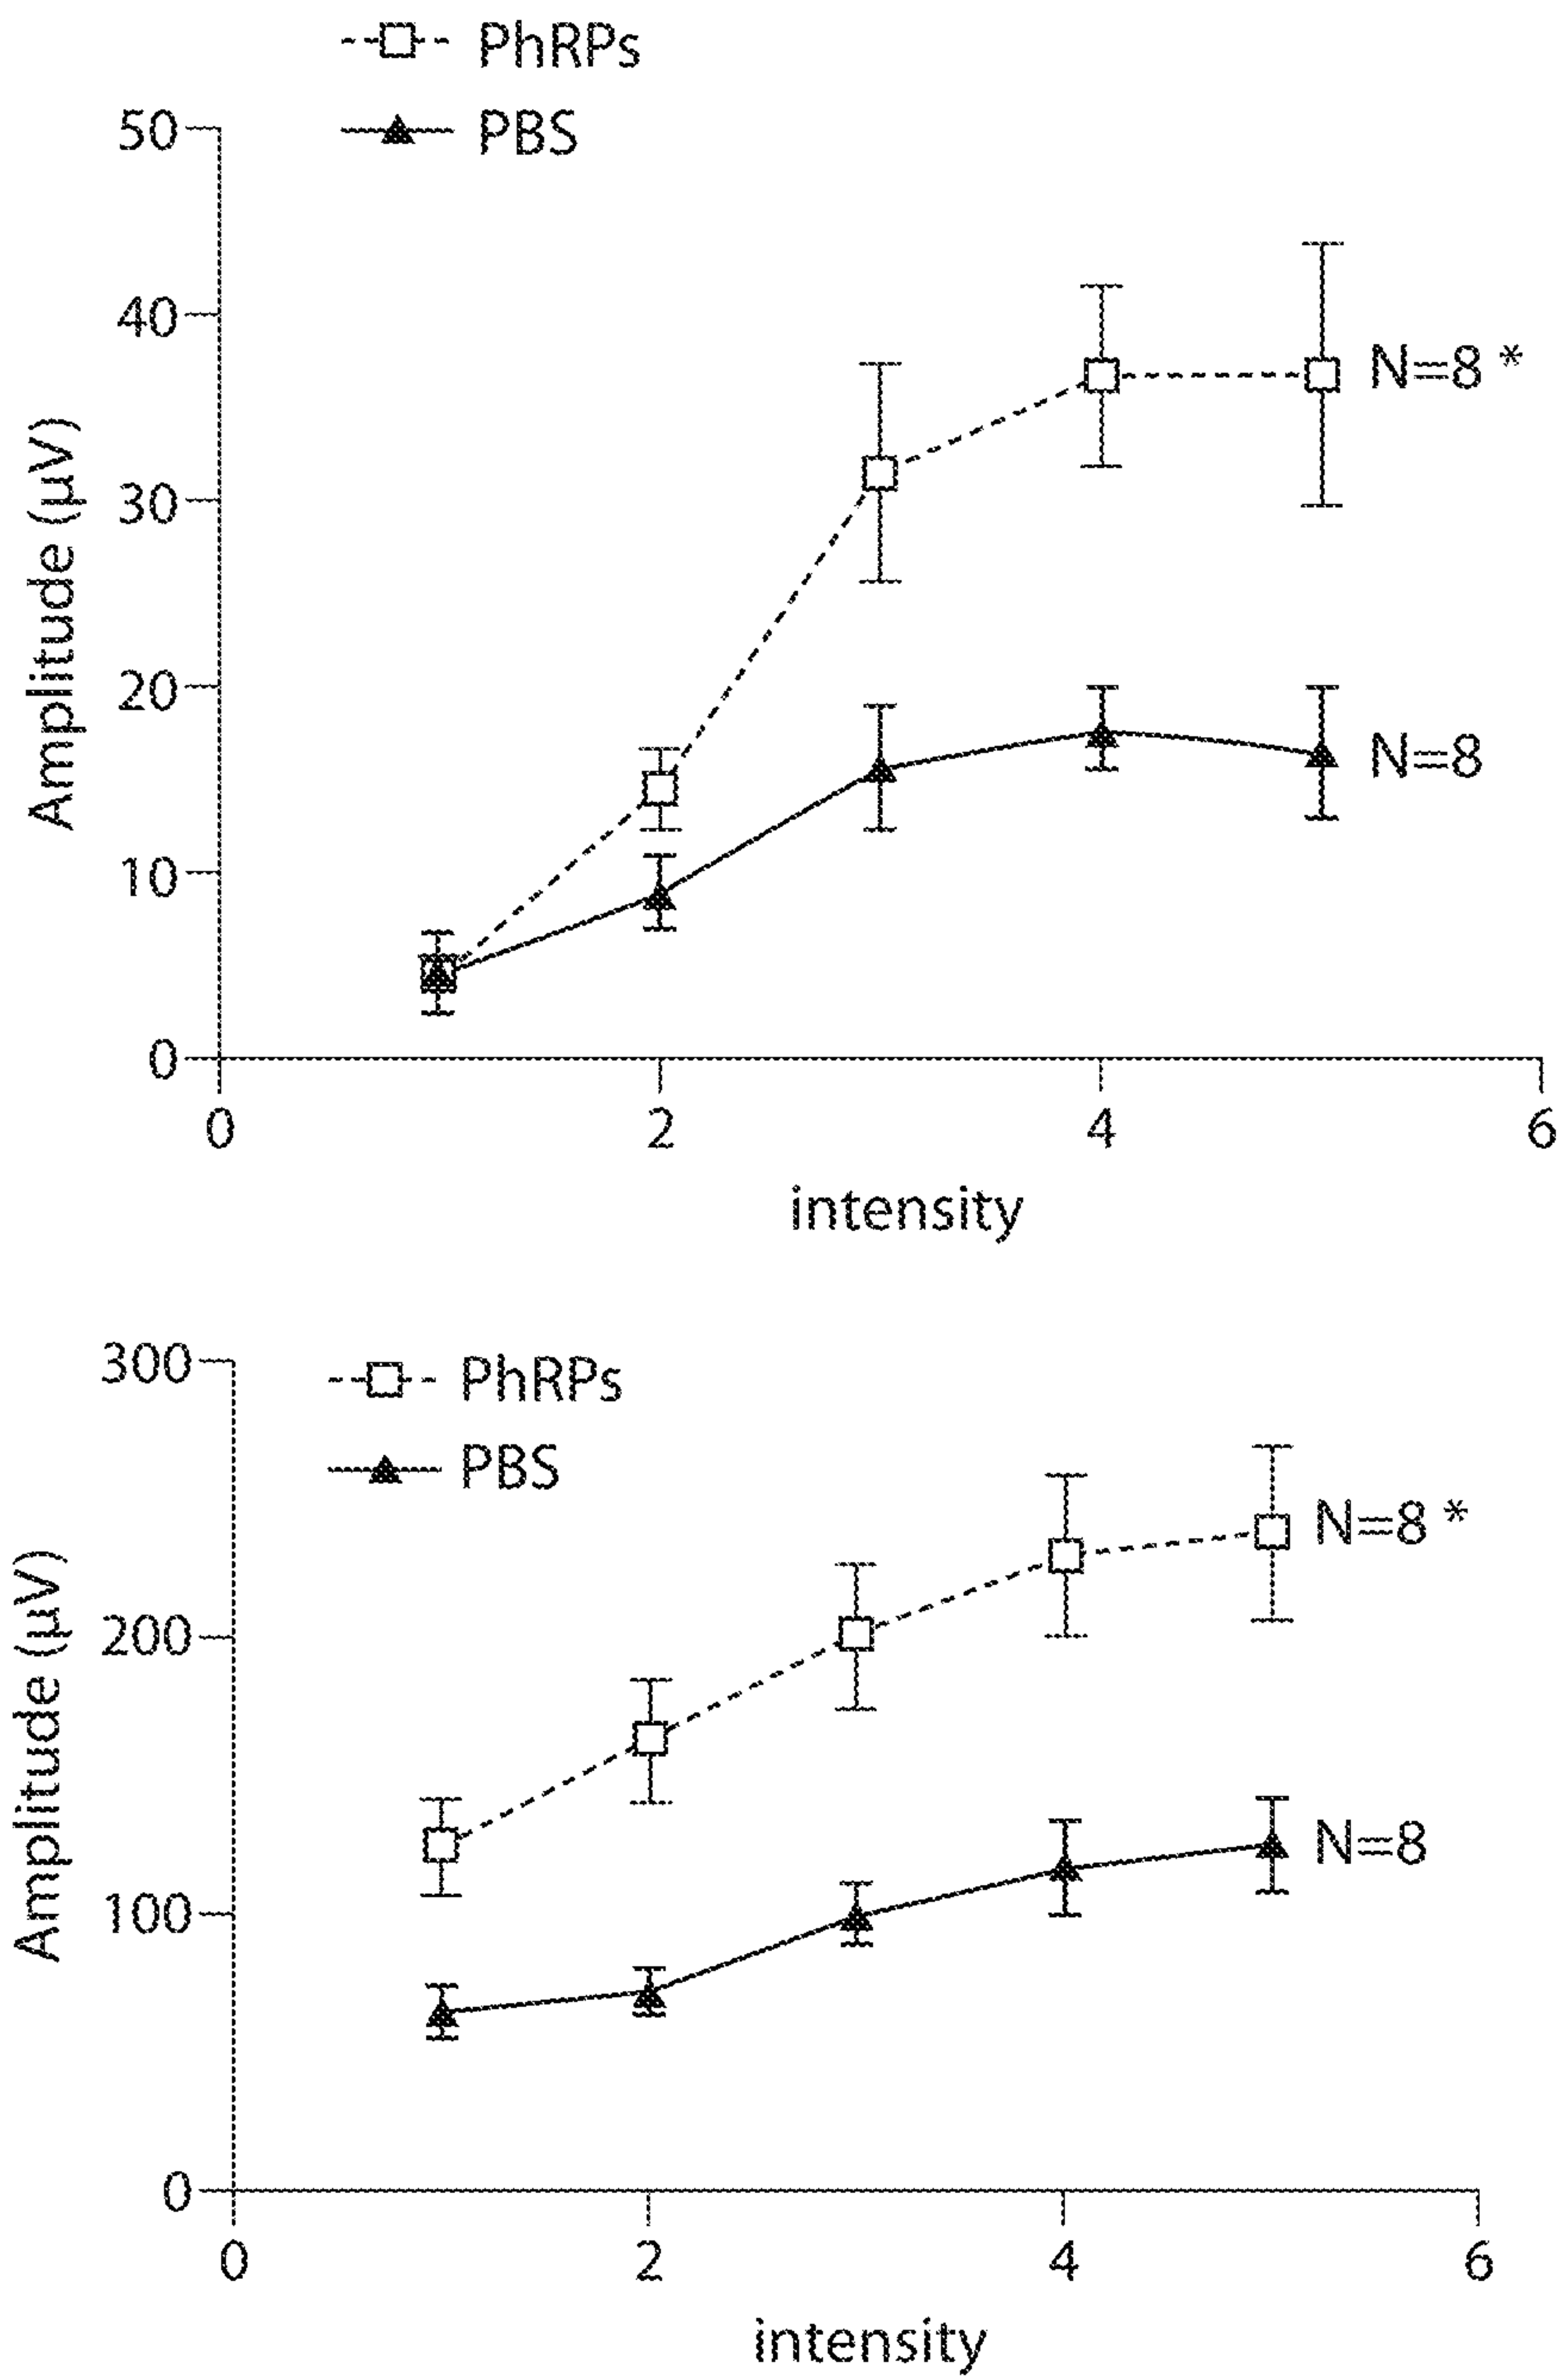 PhRPs
PBS
50
40
30
20
10
0
Amplitude (µV)
N=8 *
N=8
0 2 4 6
intensity
300
200
100
0
Amplitude (µV)
PhRPs
PBS
N=8 *
N=8
0 2 4 6
intensity